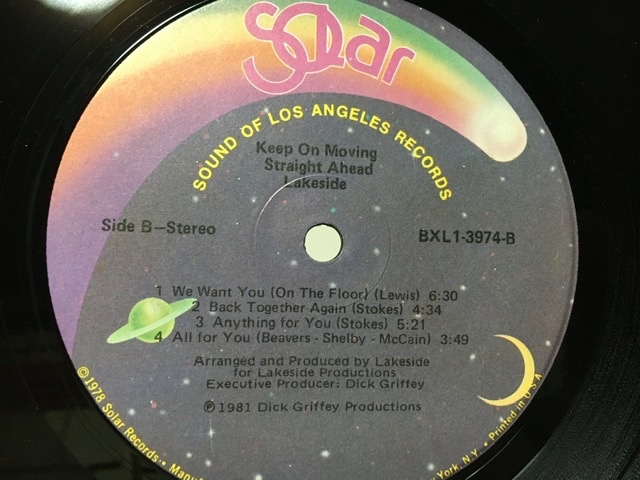 Solar
SOUND OF LOS ANGELES RECORDS
Keep On Moving
Straight Ahead
Lakeside
Side B—Stereo
BXL1-3974-B
1 We Want You (On The Floor) (Lewis) 6:30
2 Back Together Again (Stokes) 4:34
3 Anything for You (Stokes) 5:21
4 All for You (Beavers - Shelby - McCain) 3:49
Arranged and Produced by Lakeside
for Lakeside Productions
Executive Producer: Dick Griffey
℗1981 Dick Griffey Productions
©1978 Solar Records • Manuf
York, N.Y. • Printed in U.S.A.